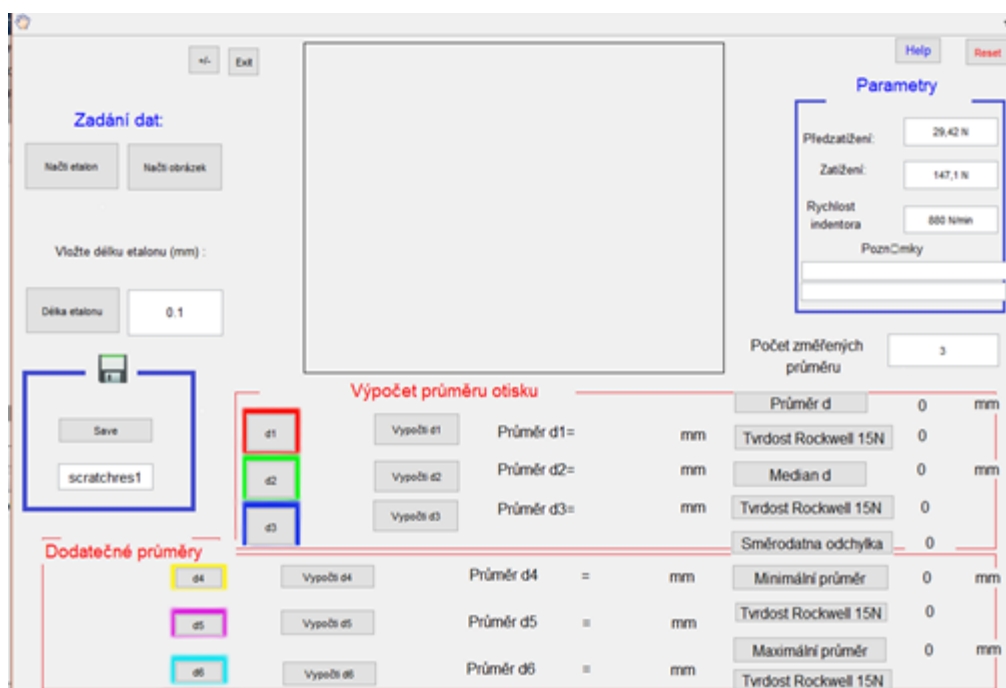 +/- Exit
Help Reset
Parametry
Zadání dat:
Předzatížení: 29,42 N
Načti etalon Načti obrázek
Zatížení: 147,1 N
Rychlost
indentora 880 N/min
Vložte délku etalonu (mm) :
Pozn□mky
Délka etalonu 0.1
Počet změřených
průměru 3
Výpočet průměru otisku
Save
scratchres1
d1 Vypočti d1 Průměr d1= mm
d2 Vypočti d2 Průměr d2= mm
d3 Vypočti d3 Průměr d3= mm
Průměr d 0 mm
Tvrdost Rockwell 15N 0
Median d 0 mm
Tvrdost Rockwell 15N 0
Směrodatna odchylka 0
Dodatečné průměry
d4 Vypočti d4 Průměr d4 = mm
d5 Vypočti d5 Průměr d5 = mm
d6 Vypočti d6 Průměr d6 = mm
Minimální průměr 0 mm
Tvrdost Rockwell 15N 0
Maximální průměr 0 mm
Tvrdost Rockwell 15N